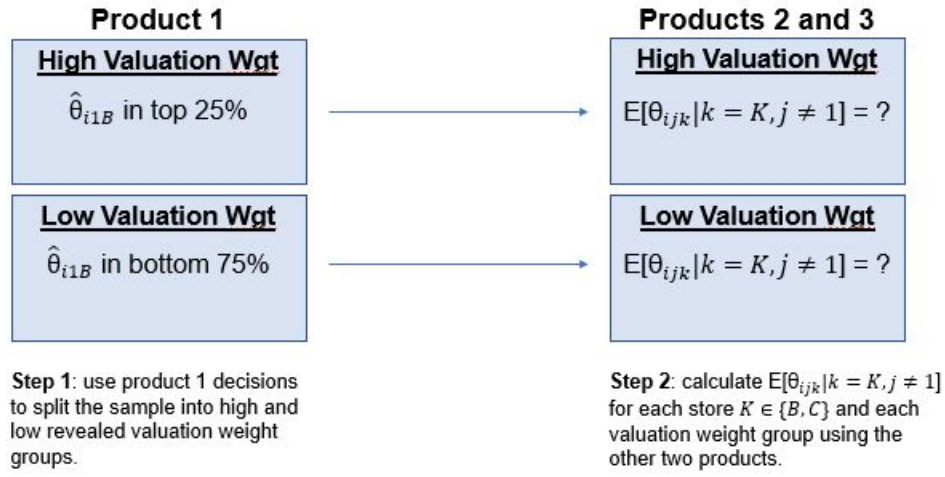 Product 1
High Valuation Wgt
θ̂ᵢ₁B in top 25%
Low Valuation Wgt
θ̂ᵢ₁B in bottom 75%
Step 1: use product 1 decisions
to split the sample into high and
low revealed valuation weight
groups.
Products 2 and 3
High Valuation Wgt
E[θᵢⱼₖ|k = K, j ≠ 1] = ?
Low Valuation Wgt
E[θᵢⱼₖ|k = K, j ≠ 1] = ?
Step 2: calculate E[θᵢⱼₖ|k = K, j ≠ 1]
for each store K ∈ {B, C} and each
valuation weight group using the
other two products.